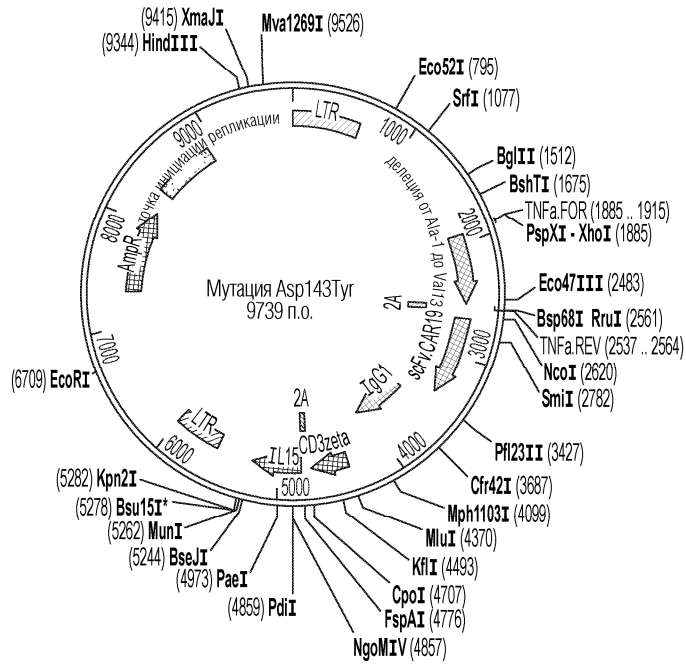 Mva1269I (9526)
(9415) XmaJI
(9344) HindIII
Eco52I (795)
SrfI (1077)
BglII (1512)
BshTI (1675)
TNFa.FOR (1885 .. 1915)
PspXI - XhoI (1885)
Eco47III (2483)
Bsp68I RruI (2561)
TNFa.REV (2537 .. 2564)
NcoI (2620)
SmiI (2782)
Pfl23II (3427)
Cfr42I (3687)
Mph1103I (4099)
MluI (4370)
KflI (4493)
CpoI (4707)
FspAI (4776)
NgoMIV (4857)
(4859) PdiI
(4973) PaeI
(5244) BseJI
(5262) MunI
(5278) Bsu15I*
(5282) Kpn2I
(6709) EcoRI
1000
2000
3000
4000
5000
6000
7000
8000
9000
LTR
делеция от Ala-1 до Val13
2A
scFv.CAR19
IgG1
CD3zeta
2A
IL15
LTR
AmpR
точка инициации репликации
Мутация Asp143Tyr
9739 п.о.